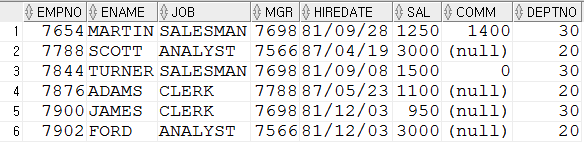 EMPNO ENAME JOB MGR HIREDATE SAL COMM DEPTNO
1 7654 MARTIN SALESMAN 7698 81/09/28 1250 1400 30
2 7788 SCOTT ANALYST 7566 87/04/19 3000 (null) 20
3 7844 TURNER SALESMAN 7698 81/09/08 1500 0 30
4 7876 ADAMS CLERK 7788 87/05/23 1100 (null) 20
5 7900 JAMES CLERK 7698 81/12/03 950 (null) 30
6 7902 FORD ANALYST 7566 81/12/03 3000 (null) 20